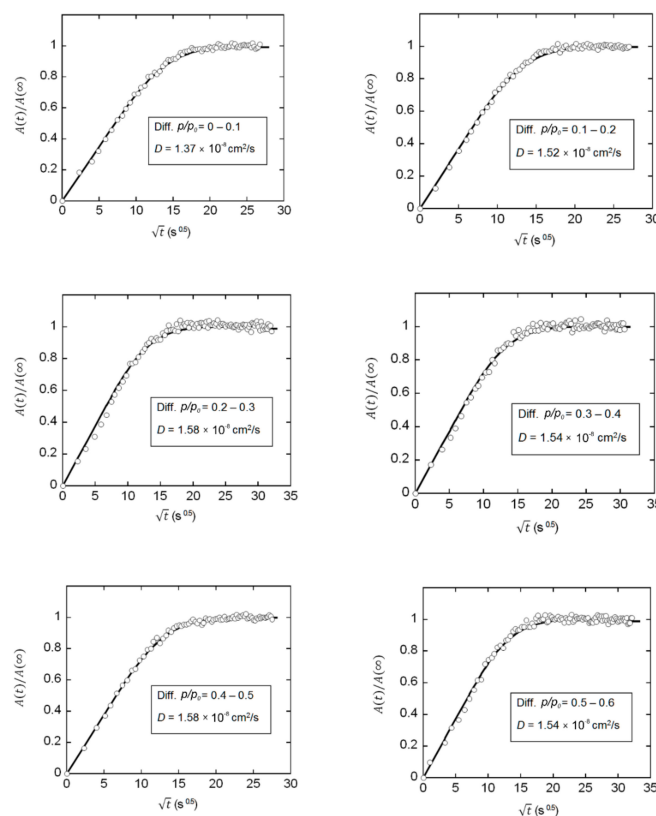 A(t)/A(∞)
1
0.8
0.6
0.4
0.2
0
Diff. p/p₀ = 0 – 0.1
D = 1.37 × 10⁻⁸ cm²/s
0 5 10 15 20 25 30
√t (s⁰·⁵)
A(t)/A(∞)
1
0.8
0.6
0.4
0.2
0
Diff. p/p₀ = 0.1 – 0.2
D = 1.52 × 10⁻⁸ cm²/s
0 5 10 15 20 25 30
√t (s⁰·⁵)
A(t)/A(∞)
1
0.8
0.6
0.4
0.2
0
Diff. p/p₀ = 0.2 – 0.3
D = 1.58 × 10⁻⁸ cm²/s
0 5 10 15 20 25 30 35
√t (s⁰·⁵)
A(t)/A(∞)
1
0.8
0.6
0.4
0.2
0
Diff. p/p₀ = 0.3 – 0.4
D = 1.54 × 10⁻⁸ cm²/s
0 5 10 15 20 25 30 35
√t (s⁰·⁵)
A(t)/A(∞)
1
0.8
0.6
0.4
0.2
0
Diff. p/p₀ = 0.4 – 0.5
D = 1.58 × 10⁻⁸ cm²/s
0 5 10 15 20 25 30
√t (s⁰·⁵)
A(t)/A(∞)
1
0.8
0.6
0.4
0.2
0
Diff. p/p₀ = 0.5 – 0.6
D = 1.54 × 10⁻⁸ cm²/s
0 5 10 15 20 25 30 35
√t (s⁰·⁵)